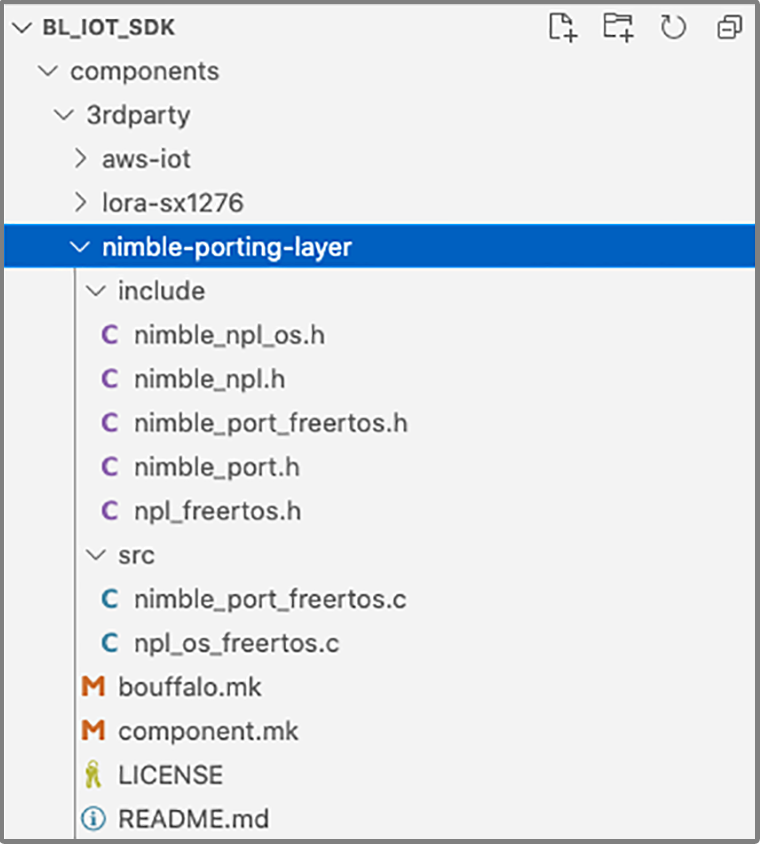 BL_IOT_SDK
components
3rdparty
aws-iot
lora-sx1276
nimble-porting-layer
include
C nimble_npl_os.h
C nimble_npl.h
C nimble_port_freertos.h
C nimble_port.h
C npl_freertos.h
src
C nimble_port_freertos.c
C npl_os_freertos.c
M bouffalo.mk
M component.mk
LICENSE
README.md